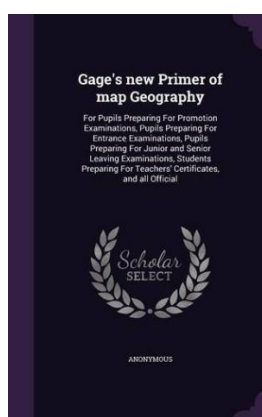 Gage's new Primer of
map Geography
For Pupils Preparing For Promotion
Examinations, Pupils Preparing For
Entrance Examinations, Pupils
Preparing For Junior and Senior
Leaving Examinations, Students
Preparing For Teachers' Certificates,
and all Official
Scholar
SELECT
ANONYMOUS